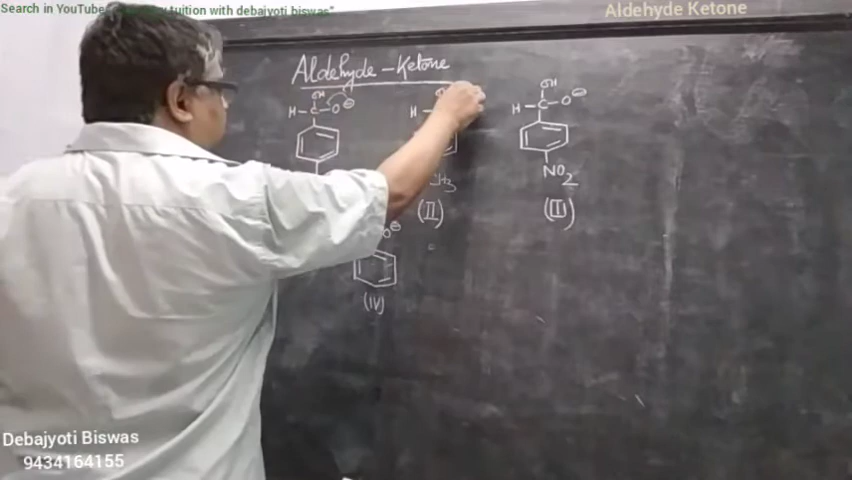 Search in YouTube
tuition with debajyoti biswas"
Aldehyde Ketone
Aldehyde - Ketone
OH
H - C - O⊖
OH
H - C - O⊖
H
NO2
CH3
(II)
(III)
O⊖
(IV)
Debajyoti Biswas
9434164155